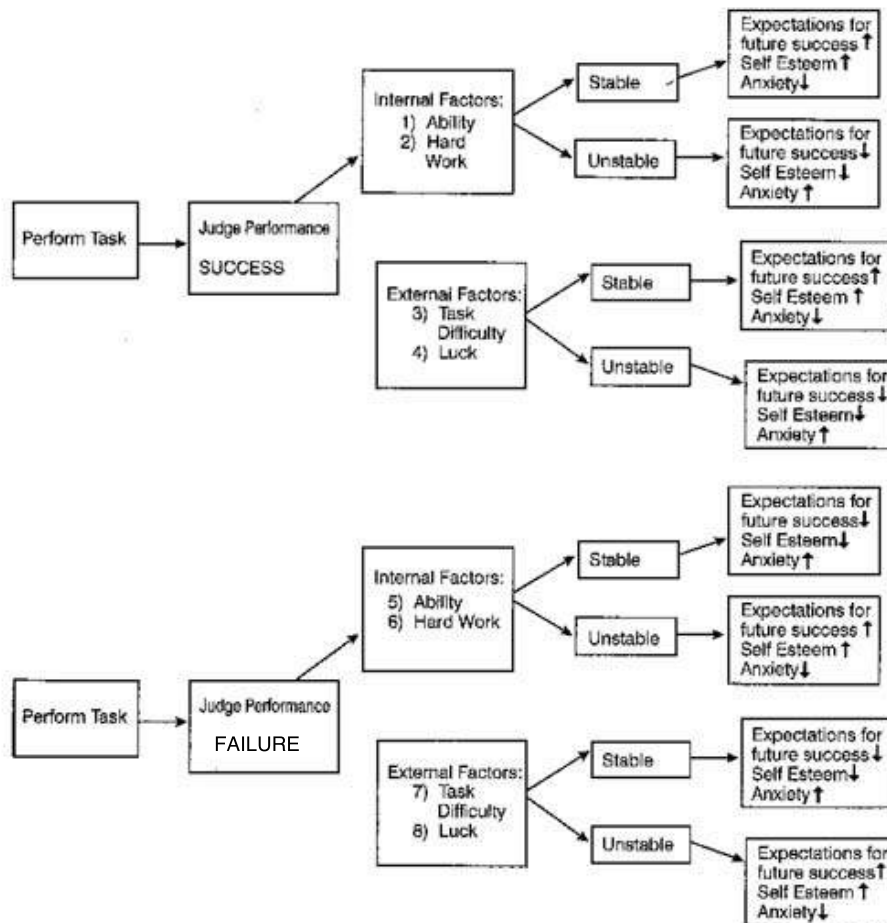 Perform Task
Judge Performance
SUCCESS
Internal Factors:
1) Ability
2) Hard
Work
Stable
Expectations for
future success ↑
Self Esteem ↑
Anxiety ↓
Unstable
Expectations for
future success ↓
Self Esteem ↓
Anxiety ↑
External Factors:
3) Task
Difficulty
4) Luck
Stable
Expectations for
future success ↑
Self Esteem ↑
Anxiety ↓
Unstable
Expectations for
future success ↓
Self Esteem ↓
Anxiety ↑
Perform Task
Judge Performance
FAILURE
Internal Factors:
5) Ability
6) Hard Work
Stable
Expectations for
future success ↓
Self Esteem ↓
Anxiety ↑
Unstable
Expectations for
future success ↑
Self Esteem ↑
Anxiety ↓
External Factors:
7) Task
Difficulty
8) Luck
Stable
Expectations for
future success ↓
Self Esteem ↓
Anxiety ↑
Unstable
Expectations for
future success ↑
Self Esteem ↑
Anxiety ↓